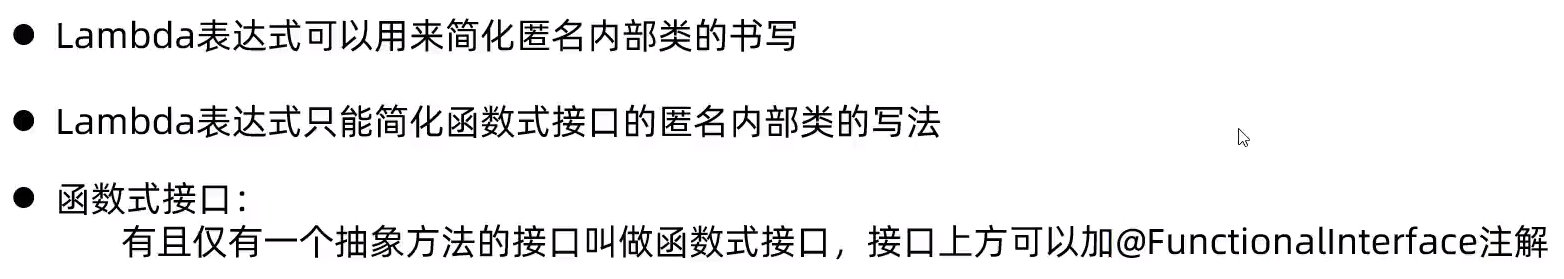 ● Lambda表达式可以用来简化匿名内部类的书写
● Lambda表达式只能简化函数式接口的匿名内部类的写法
● 函数式接口：
有且仅有一个抽象方法的接口叫做函数式接口，接口上方可以加@FunctionalInterface注解